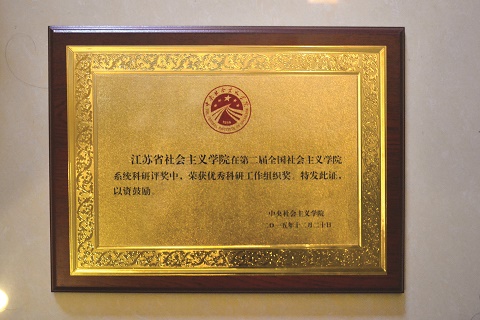 江苏省社会主义学院在第二届全国社会主义学院
系统科研评奖中，荣获优秀科研工作组织奖。特发此证，
以资鼓励。
中央社会主义学院
二〇一五年十二月二十日